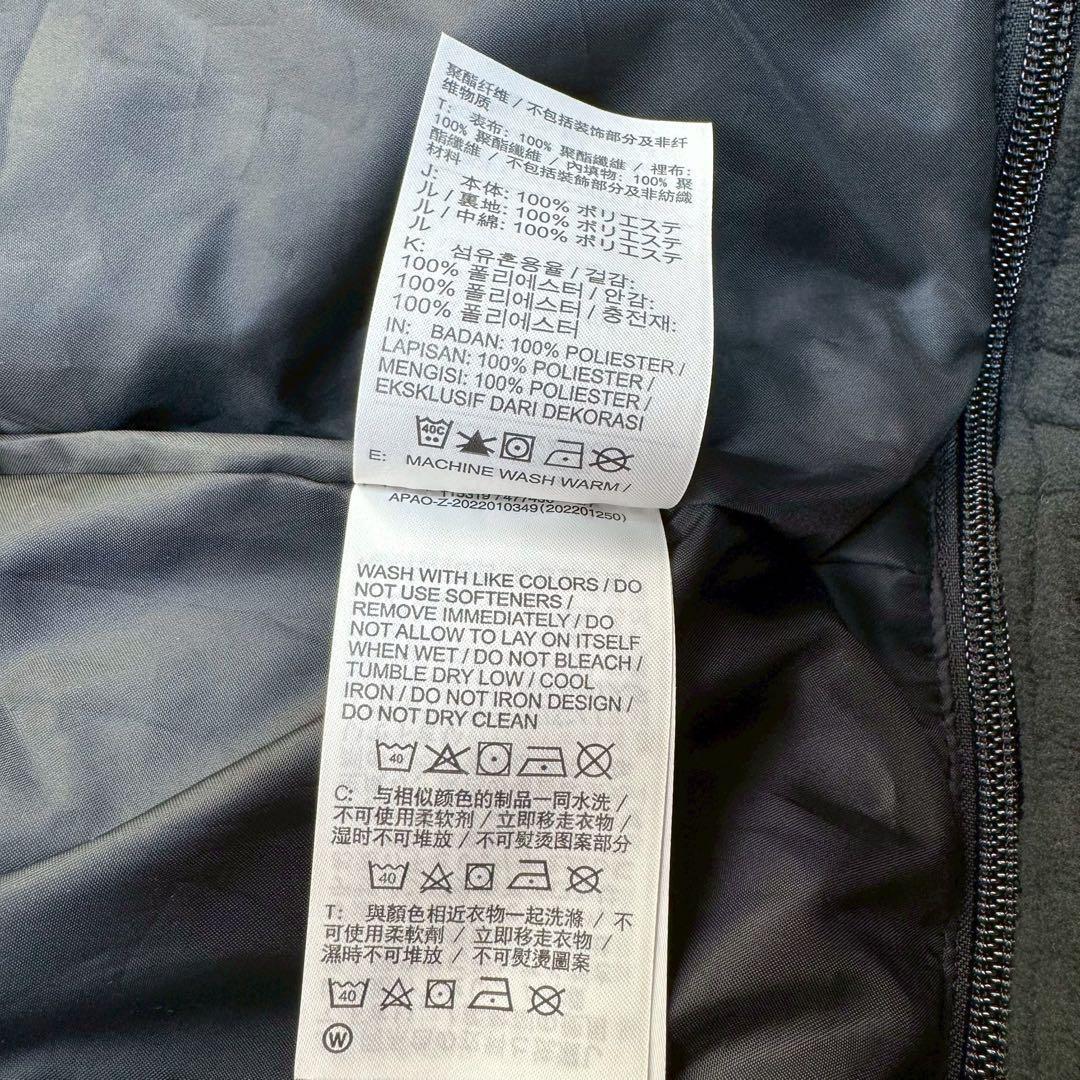 聚酯纤维 / 不包括装饰部分及非纤
维物质
T: 表布: 100% 聚酯纖維 / 裡布:
100% 聚酯纖維 / 內填物: 100% 聚
酯纖維 / 不包括裝飾部分及非紡織
材料
J: 本体: 100% ポリエステ
ル / 裏地: 100% ポリエステ
ル / 中綿: 100% ポリエステ
ル
K: 섬유혼용율 / 겉감:
100% 폴리에스터 / 안감:
100% 폴리에스터 / 충전재:
100% 폴리에스터
IN: BADAN: 100% POLIESTER /
LAPISAN: 100% POLIESTER /
MENGISI: 100% POLIESTER /
EKSKLUSIF DARI DEKORASI
40C
E: MACHINE WASH WARM /
APAO-Z-2022010349(202201250)
WASH WITH LIKE COLORS / DO
NOT USE SOFTENERS /
REMOVE IMMEDIATELY / DO
NOT ALLOW TO LAY ON ITSELF
WHEN WET / DO NOT BLEACH /
TUMBLE DRY LOW / COOL
IRON / DO NOT IRON DESIGN /
DO NOT DRY CLEAN
40
C: 与相似颜色的制品一同水洗 /
不可使用柔软剂 / 立即移走衣物 /
湿时不可堆放 / 不可熨烫图案部分
40
T: 與顏色相近衣物一起洗滌 / 不
可使用柔軟劑 / 立即移走衣物 /
濕時不可堆放 / 不可熨燙圖案
40
W